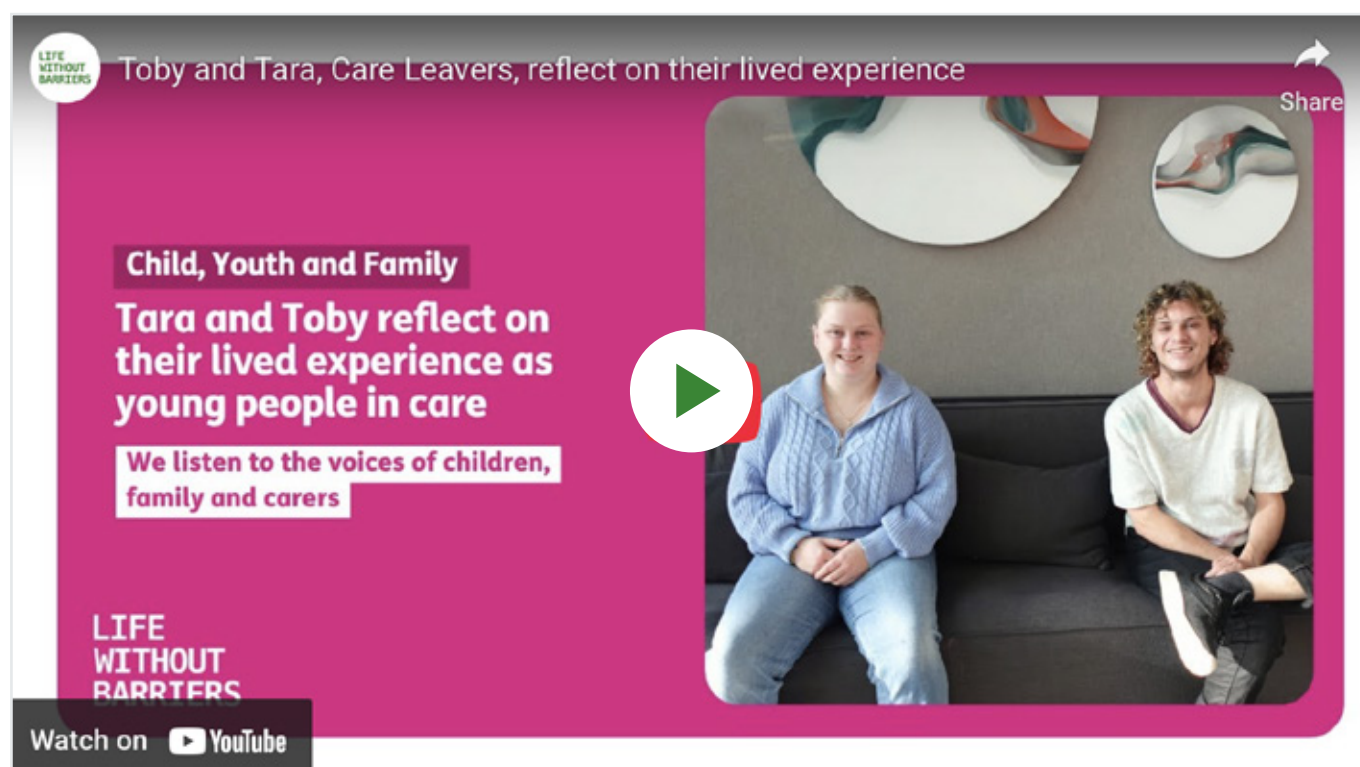 LIFE
WITHOUT
BARRIERS
Toby and Tara, Care Leavers, reflect on their lived experience
Share
Child, Youth and Family
Tara and Toby reflect on
their lived experience as
young people in care
We listen to the voices of children,
family and carers
LIFE
WITHOUT
BARRIERS
Watch on YouTube